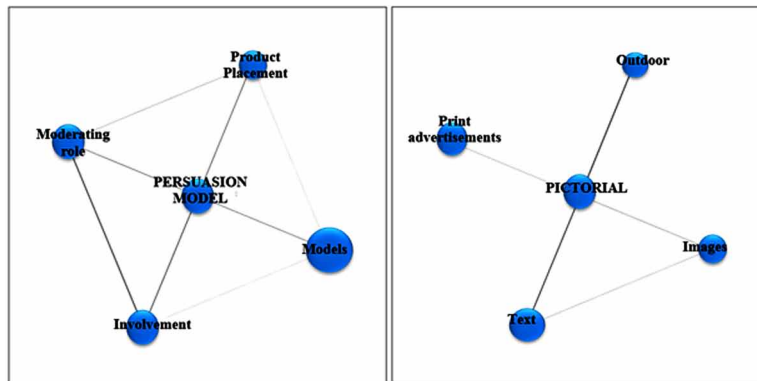 Product
Placement
Moderating
role
PERSUASION
MODEL
Models
Involvement
Outdoor
Print
advertisements
PICTORIAL
Images
Text